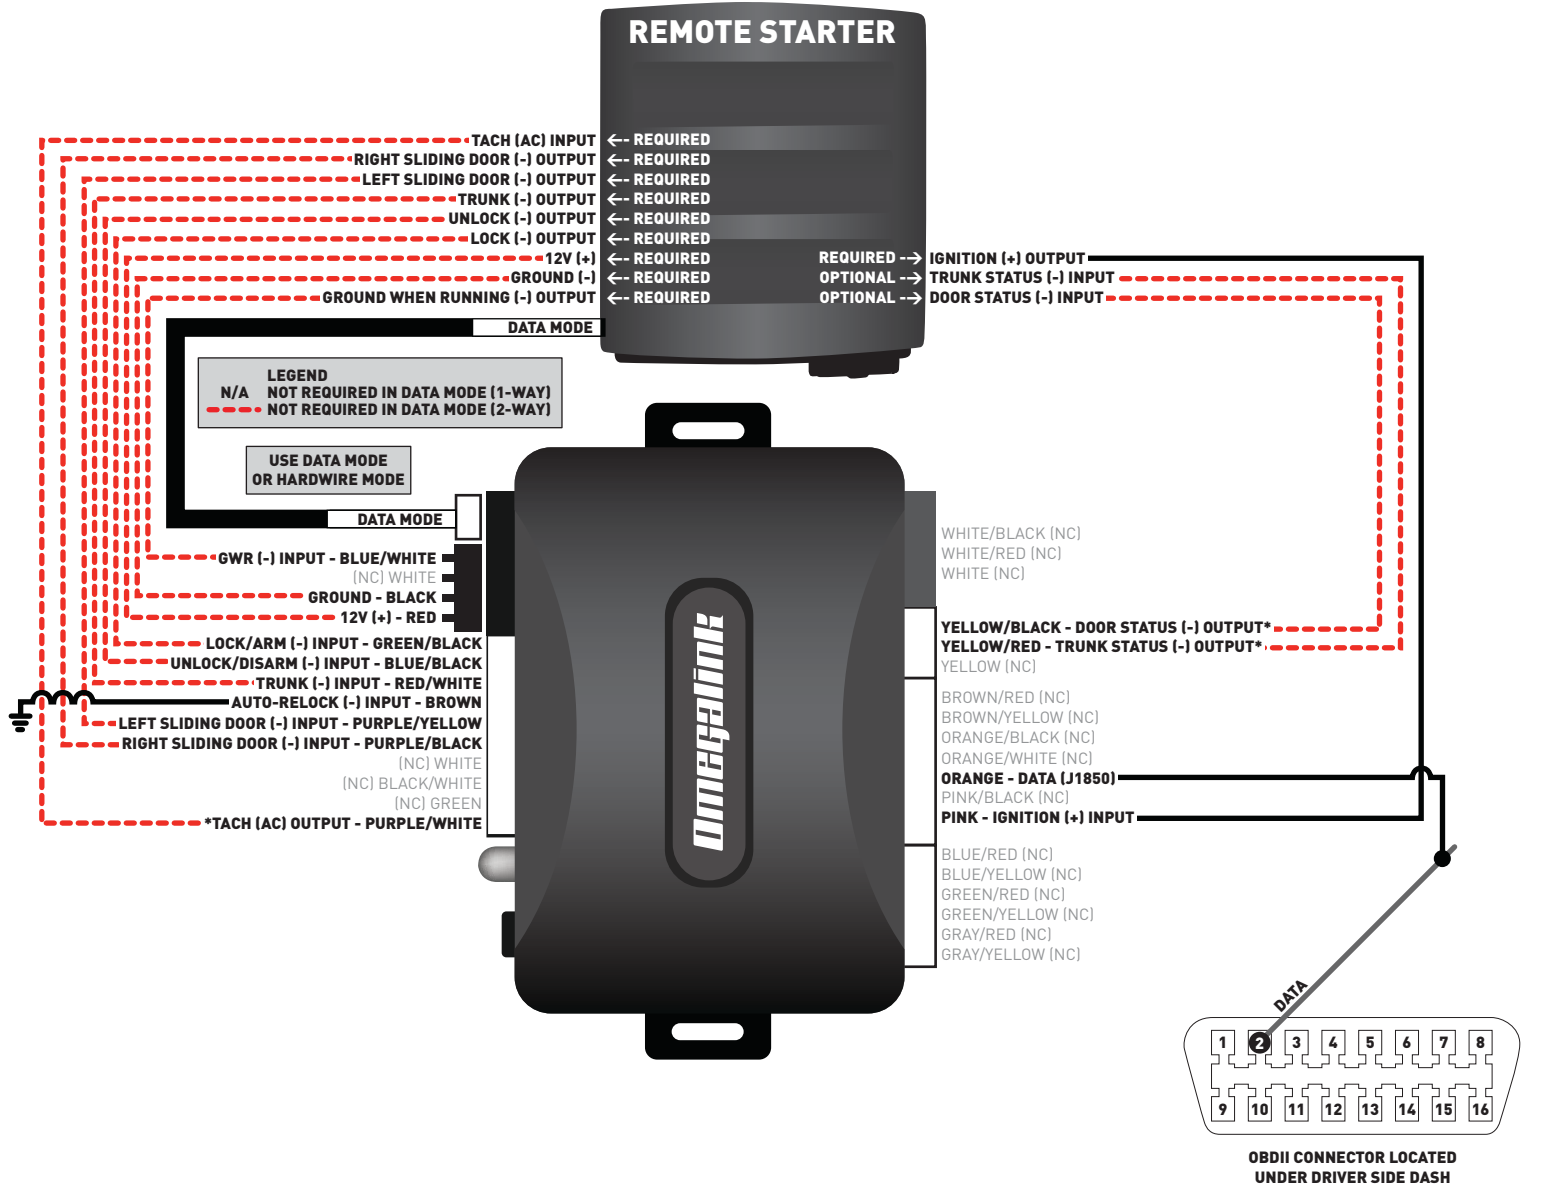 REMOTE STARTER
TACH (AC) INPUT ←-- REQUIRED
RIGHT SLIDING DOOR (-) OUTPUT ←-- REQUIRED
LEFT SLIDING DOOR (-) OUTPUT ←-- REQUIRED
TRUNK (-) OUTPUT ←-- REQUIRED
UNLOCK (-) OUTPUT ←-- REQUIRED
LOCK (-) OUTPUT ←-- REQUIRED
12V (+) ←-- REQUIRED
GROUND (-) ←-- REQUIRED
GROUND WHEN RUNNING (-) OUTPUT ←-- REQUIRED
REQUIRED --→ IGNITION (+) OUTPUT
OPTIONAL --→ TRUNK STATUS (-) INPUT
OPTIONAL --→ DOOR STATUS (-) INPUT
DATA MODE
LEGEND
N/A NOT REQUIRED IN DATA MODE (1-WAY)
NOT REQUIRED IN DATA MODE (2-WAY)
USE DATA MODE
OR HARDWIRE MODE
DATA MODE
GWR (-) INPUT - BLUE/WHITE
(NC) WHITE
GROUND - BLACK
12V (+) - RED
LOCK/ARM (-) INPUT - GREEN/BLACK
UNLOCK/DISARM (-) INPUT - BLUE/BLACK
TRUNK (-) INPUT - RED/WHITE
AUTO-RELOCK (-) INPUT - BROWN
LEFT SLIDING DOOR (-) INPUT - PURPLE/YELLOW
RIGHT SLIDING DOOR (-) INPUT - PURPLE/BLACK
(NC) WHITE
(NC) BLACK/WHITE
(NC) GREEN
*TACH (AC) OUTPUT - PURPLE/WHITE
Omegalink
WHITE/BLACK (NC)
WHITE/RED (NC)
WHITE (NC)
YELLOW/BLACK - DOOR STATUS (-) OUTPUT*
YELLOW/RED - TRUNK STATUS (-) OUTPUT*
YELLOW (NC)
BROWN/RED (NC)
BROWN/YELLOW (NC)
ORANGE/BLACK (NC)
ORANGE/WHITE (NC)
ORANGE - DATA (J1850)
PINK/BLACK (NC)
PINK - IGNITION (+) INPUT
BLUE/RED (NC)
BLUE/YELLOW (NC)
GREEN/RED (NC)
GREEN/YELLOW (NC)
GRAY/RED (NC)
GRAY/YELLOW (NC)
DATA
1 2 3 4 5 6 7 8
9 10 11 12 13 14 15 16
OBDII CONNECTOR LOCATED
UNDER DRIVER SIDE DASH